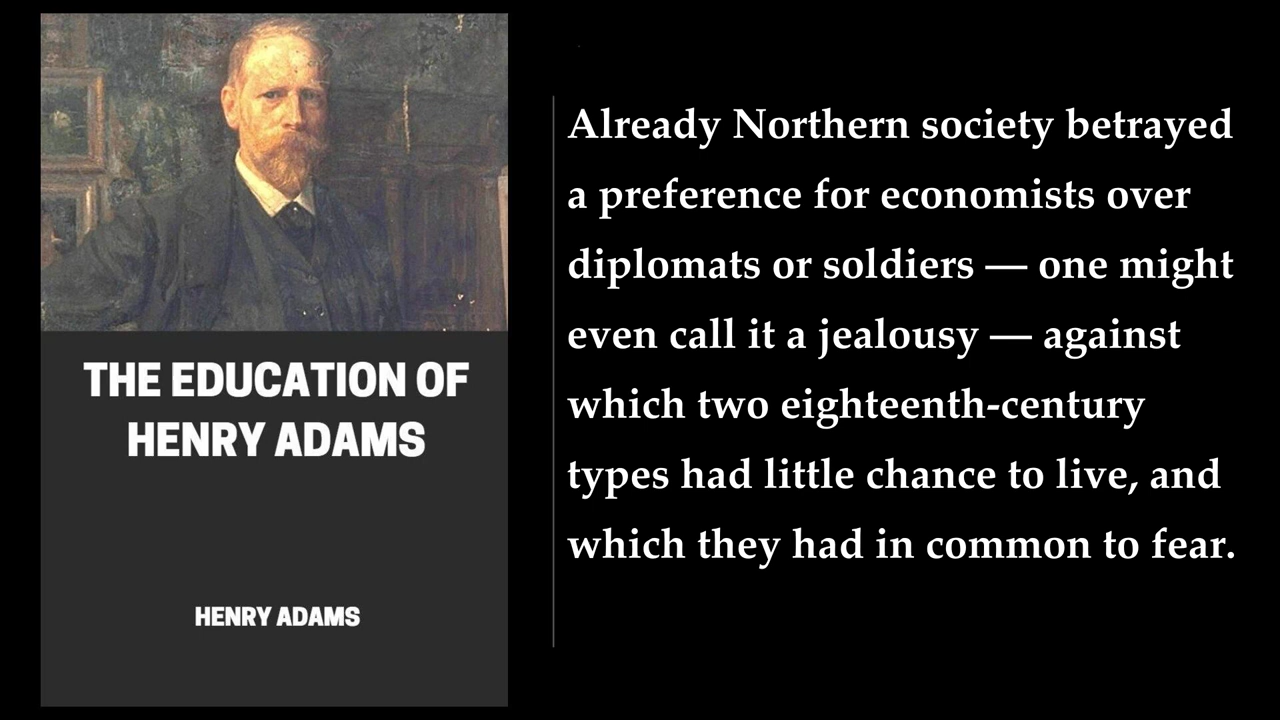 THE EDUCATION OF
HENRY ADAMS
HENRY ADAMS
Already Northern society betrayed
a preference for economists over
diplomats or soldiers — one might
even call it a jealousy — against
which two eighteenth-century
types had little chance to live, and
which they had in common to fear.